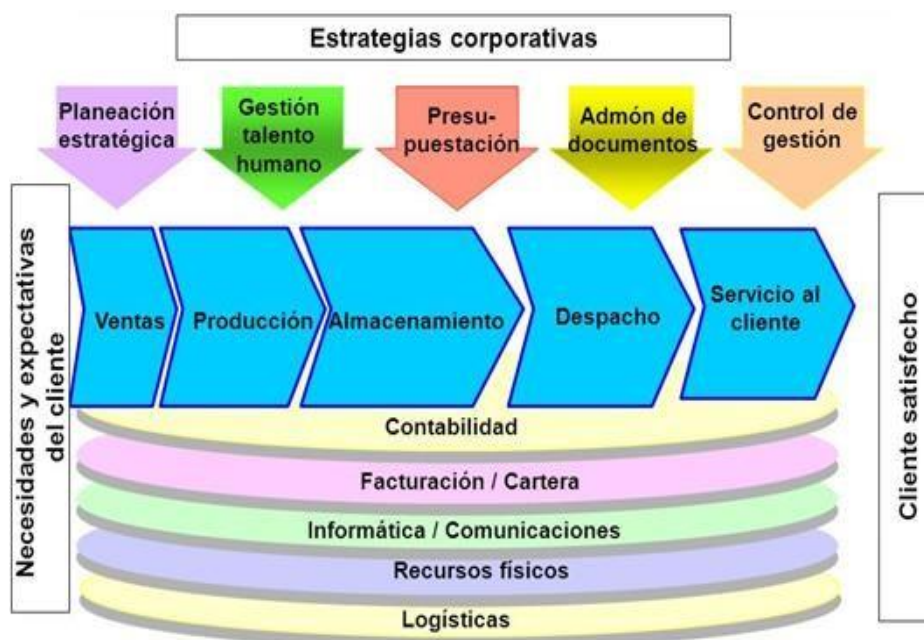 Estrategias corporativas
Planeación
estratégica
Gestión
talento
humano
Presu-
puestación
Admón de
documentos
Control de
gestión
Necesidades y expectativas
del cliente
Ventas
Producción
Almacenamiento
Despacho
Servicio al
cliente
Cliente satisfecho
Contabilidad
Facturación / Cartera
Informática / Comunicaciones
Recursos físicos
Logísticas